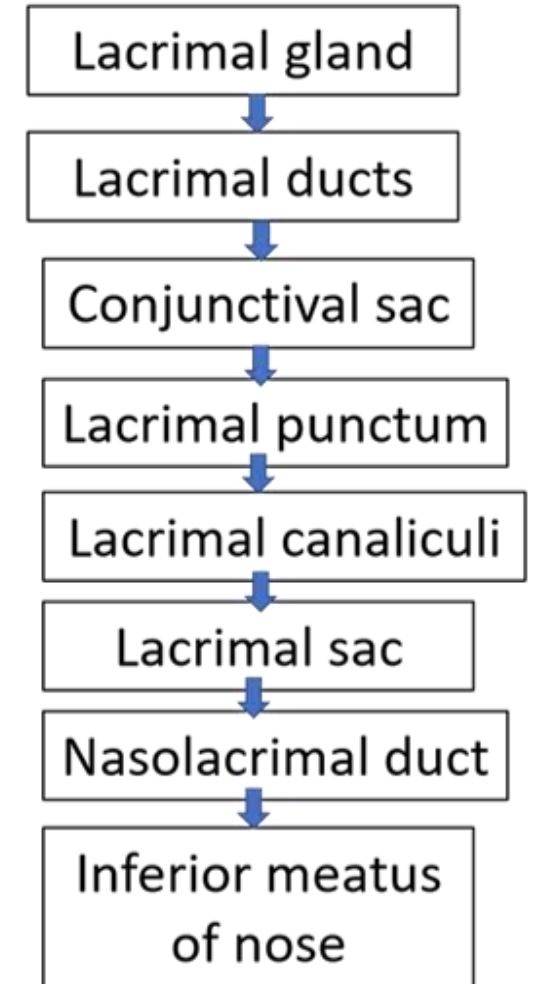 Lacrimal gland
Lacrimal ducts
Conjunctival sac
Lacrimal punctum
Lacrimal canaliculi
Lacrimal sac
Nasolacrimal duct
Inferior meatus
of nose